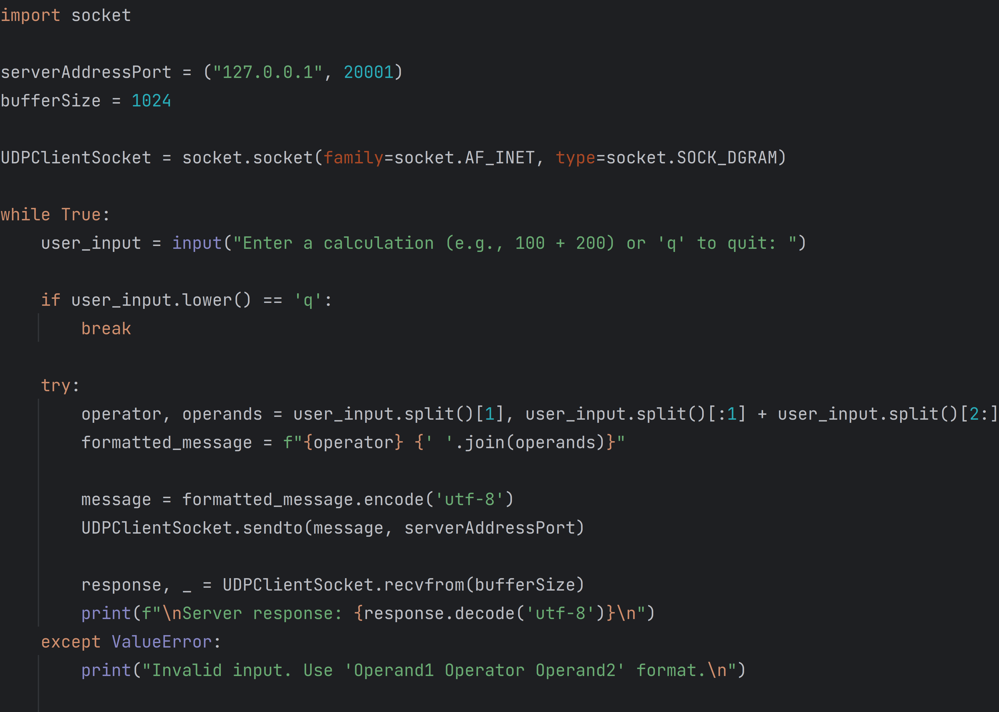 import socket
serverAddressPort = ("127.0.0.1", 20001)
bufferSize = 1024
UDPClientSocket = socket.socket(family=socket.AF_INET, type=socket.SOCK_DGRAM)
while True:
    user_input = input("Enter a calculation (e.g., 100 + 200) or 'q' to quit: ")
    if user_input.lower() == 'q':
        break
    try:
        operator, operands = user_input.split()[1], user_input.split()[:1] + user_input.split()[2:]
        formatted_message = f"{operator} {' '.join(operands)}"
        message = formatted_message.encode('utf-8')
        UDPClientSocket.sendto(message, serverAddressPort)
        response, _ = UDPClientSocket.recvfrom(bufferSize)
        print(f"\nServer response: {response.decode('utf-8')}\n")
    except ValueError:
        print("Invalid input. Use 'Operand1 Operator Operand2' format.\n")